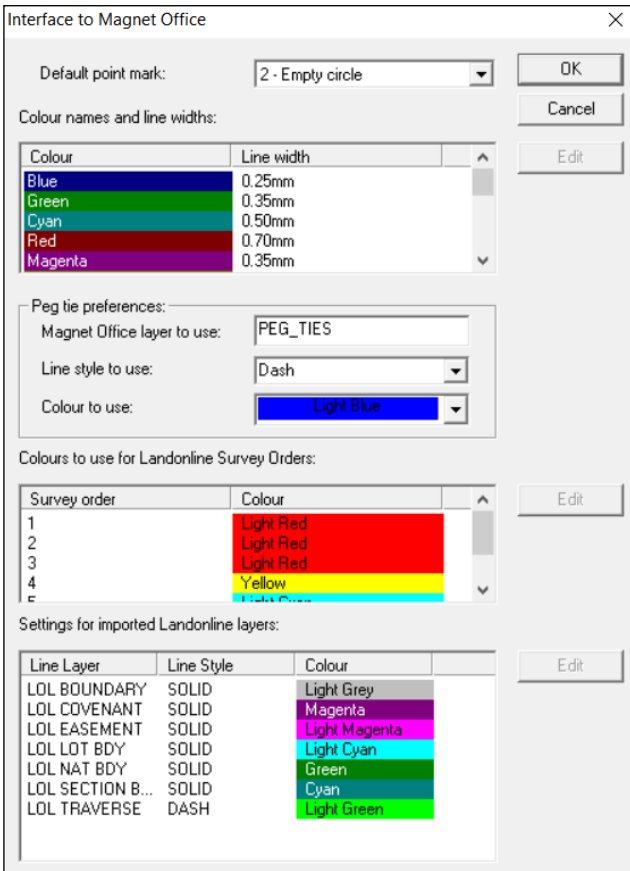 Interface to Magnet Office
Default point mark: 2 - Empty circle OK
Cancel
Colour names and line widths:
Colour Line width Edit
Blue 0.25mm
Green 0.35mm
Cyan 0.50mm
Red 0.70mm
Magenta 0.35mm
Peg tie preferences:
Magnet Office layer to use: PEG_TIES
Line style to use: Dash
Colour to use: Light Blue
Colours to use for Landonline Survey Orders:
Survey order Colour Edit
1 Light Red
2 Light Red
3 Light Red
4 Yellow
5 Light Cyan
Settings for imported Landonline layers:
Line Layer Line Style Colour Edit
LOL BOUNDARY SOLID Light Grey
LOL COVENANT SOLID Magenta
LOL EASEMENT SOLID Light Magenta
LOL LOT BDY SOLID Light Cyan
LOL NAT BDY SOLID Green
LOL SECTION B... SOLID Cyan
LOL TRAVERSE DASH Light Green